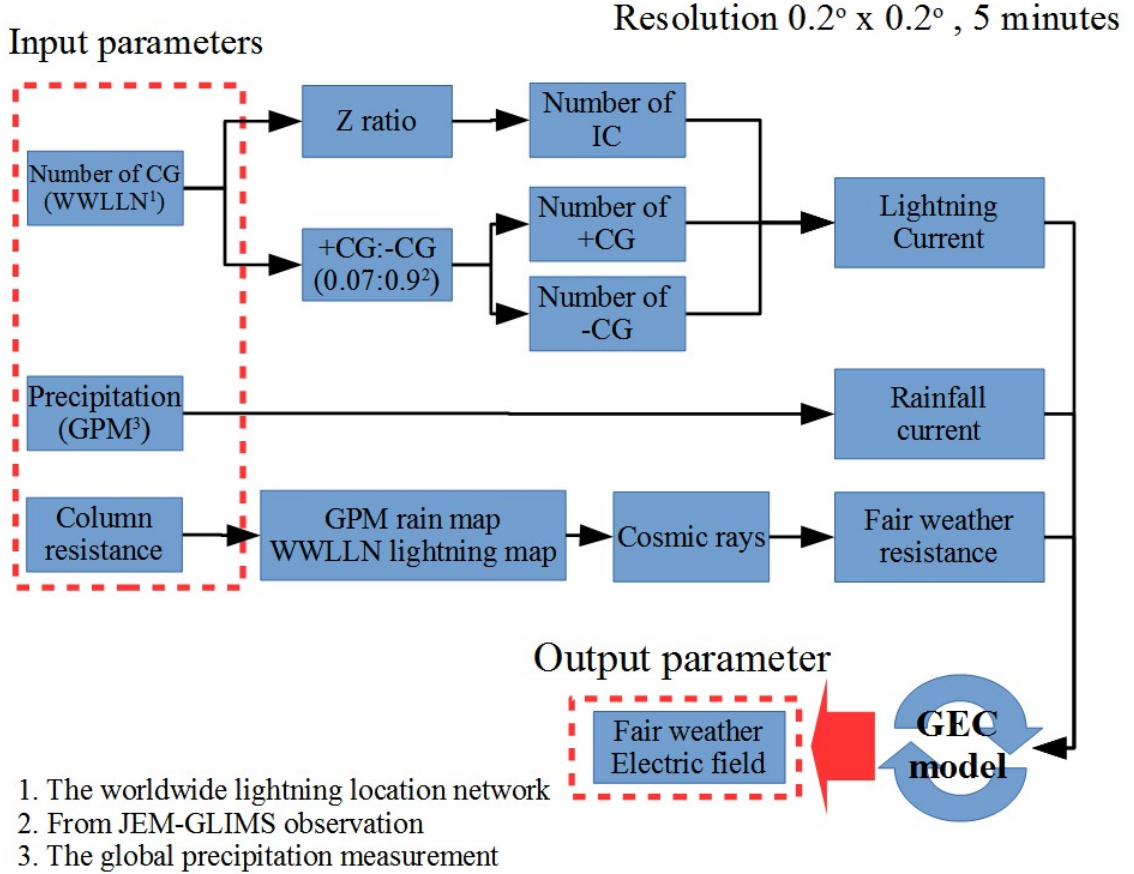 Resolution 0.2° x 0.2° , 5 minutes
Input parameters
Number of CG
(WWLLN¹)
Z ratio
Number of
IC
+CG:-CG
(0.07:0.9²)
Number of
+CG
Number of
-CG
Lightning
Current
Precipitation
(GPM³)
Rainfall
current
Column
resistance
GPM rain map
WWLLN lightning map
Cosmic rays
Fair weather
resistance
Output parameter
Fair weather
Electric field
GEC
model
1. The worldwide lightning location network
2. From JEM-GLIMS observation
3. The global precipitation measurement